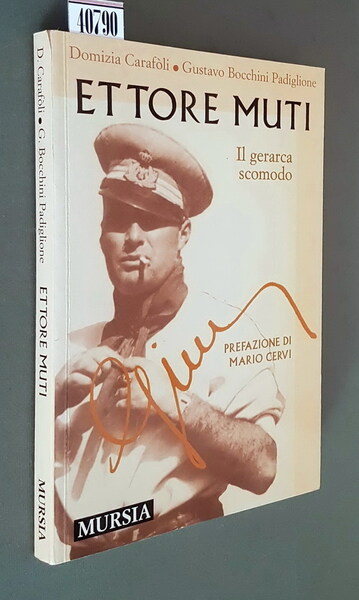 40790
Domizia Carafòli • Gustavo Bocchini Padiglione
ETTORE MUTI
Il gerarca
scomodo
PREFAZIONE DI
MARIO CERVI
MURSIA
D. Carafòli • G. Bocchini Padiglione
ETTORE MUTI
MURSIA